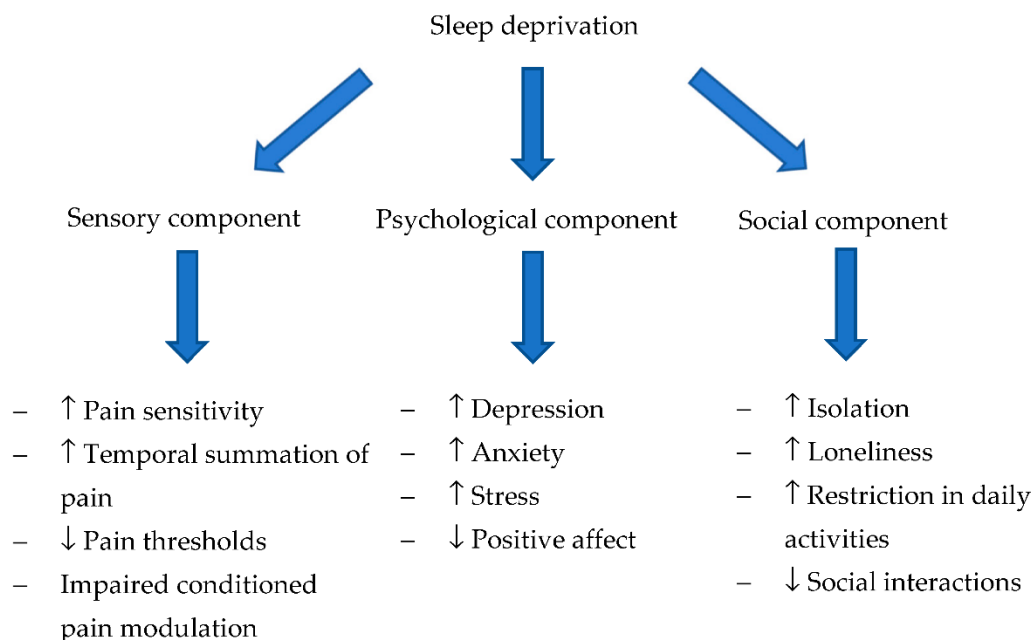 Sleep deprivation
Sensory component
Psychological component
Social component
– ↑ Pain sensitivity
– ↑ Temporal summation of
pain
– ↓ Pain thresholds
– Impaired conditioned
pain modulation
– ↑ Depression
– ↑ Anxiety
– ↑ Stress
– ↓ Positive affect
– ↑ Isolation
– ↑ Loneliness
– ↑ Restriction in daily
activities
– ↓ Social interactions